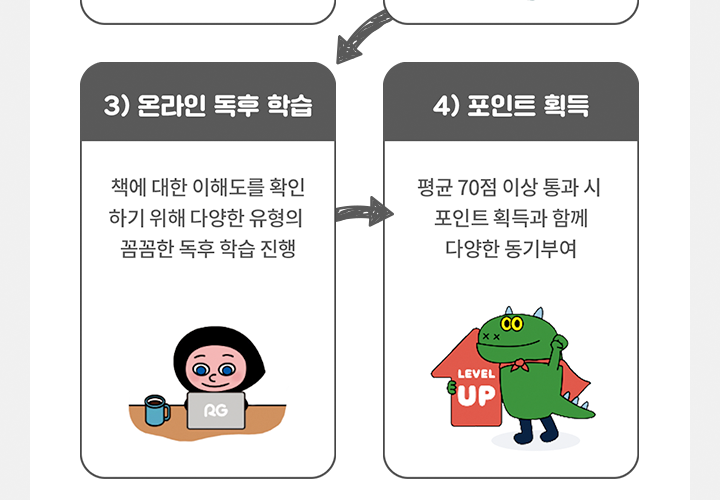 3) 온라인 독후 학습
책에 대한 이해도를 확인
하기 위해 다양한 유형의
꼼꼼한 독후 학습 진행
RG
4) 포인트 획득
평균 70점 이상 통과 시
포인트 획득과 함께
다양한 동기부여
LEVEL
UP